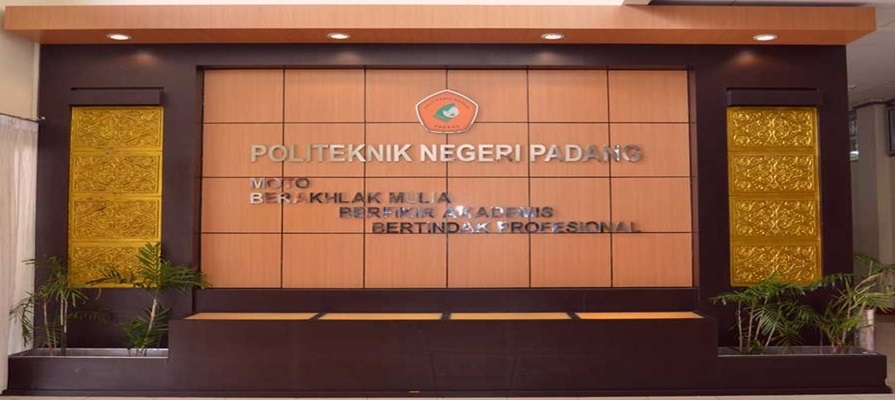 POLITEKNIK NEGERI PADANG
MOTO
BERAKHLAK MULIA
BERFIKIR AKADEMIS
BERTINDAK PROFESIONAL